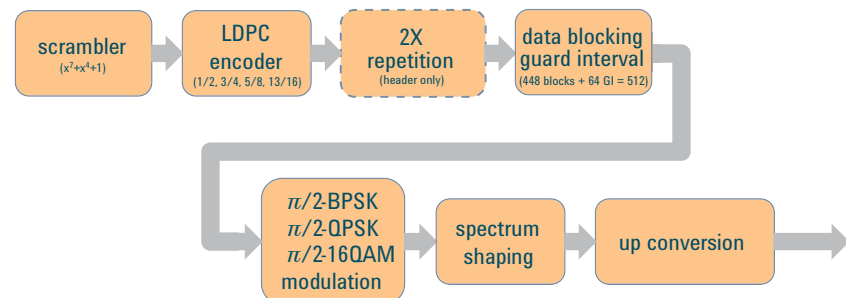 scrambler
(x⁷+x⁴+1)
LDPC
encoder
(1/2, 3/4, 5/8, 13/16)
2X
repetition
(header only)
data blocking
guard interval
(448 blocks + 64 GI = 512)
π/2-BPSK
π/2-QPSK
π/2-16QAM
modulation
spectrum
shaping
up conversion